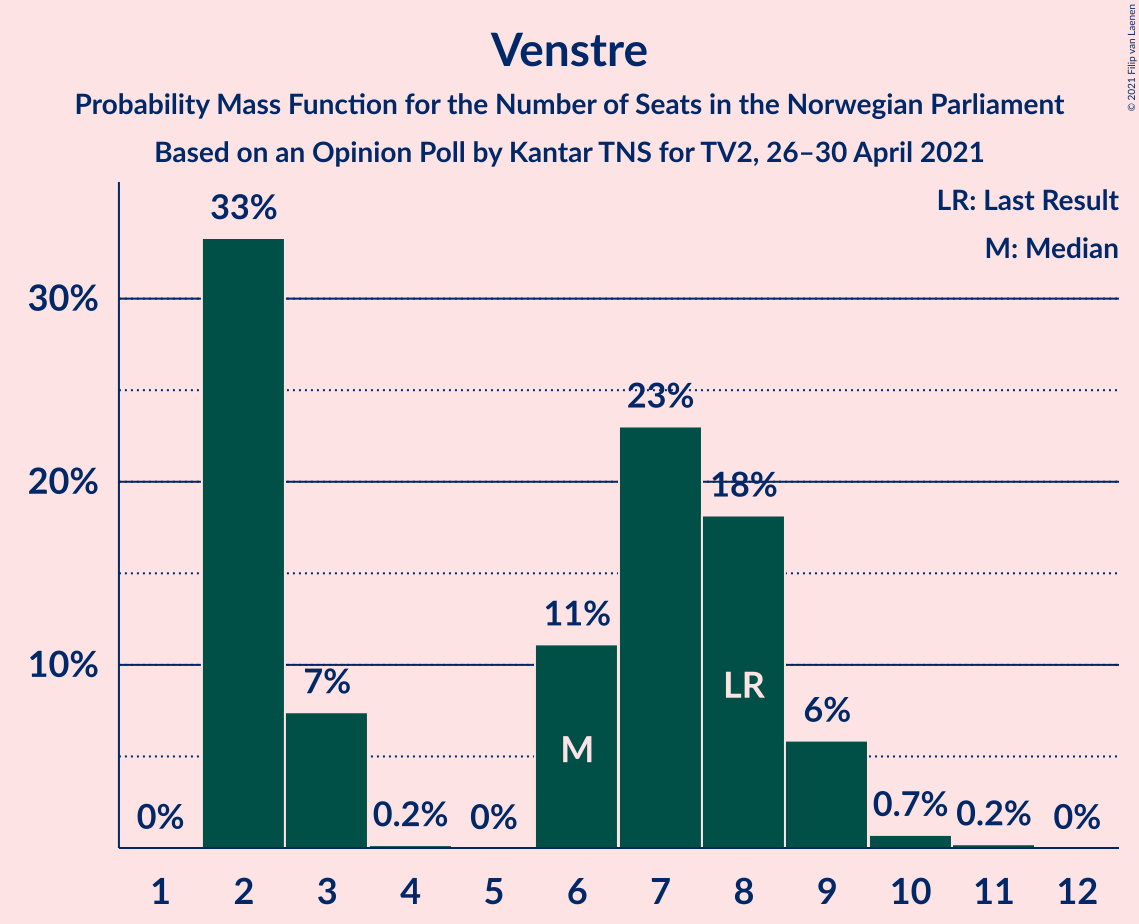 Venstre
Probability Mass Function for the Number of Seats in the Norwegian Parliament
Based on an Opinion Poll by Kantar TNS for TV2, 26–30 April 2021
© 2021 Filip van Laenen
LR: Last Result
M: Median
30%
20%
10%
0%
33%
7%
0.2%
0%
11%
23%
18%
6%
0.7%
0.2%
0%
M
LR
1 2 3 4 5 6 7 8 9 10 11 12